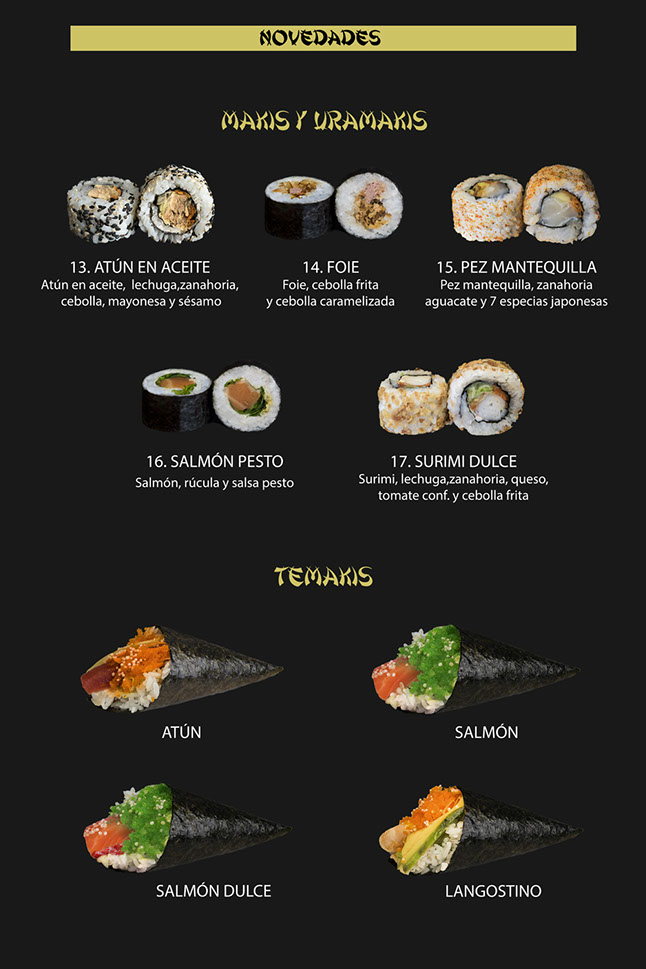 NOVEDADES
MAKIS Y URAMAKIS
13. ATÚN EN ACEITE
Atún en aceite, lechuga,zanahoria,
cebolla, mayonesa y sésamo
14. FOIE
Foie, cebolla frita
y cebolla caramelizada
15. PEZ MANTEQUILLA
Pez mantequilla, zanahoria
aguacate y 7 especias japonesas
16. SALMÓN PESTO
Salmón, rúcula y salsa pesto
17. SURIMI DULCE
Surimi, lechuga,zanahoria, queso,
tomate conf. y cebolla frita
TEMAKIS
ATÚN
SALMÓN
SALMÓN DULCE
LANGOSTINO